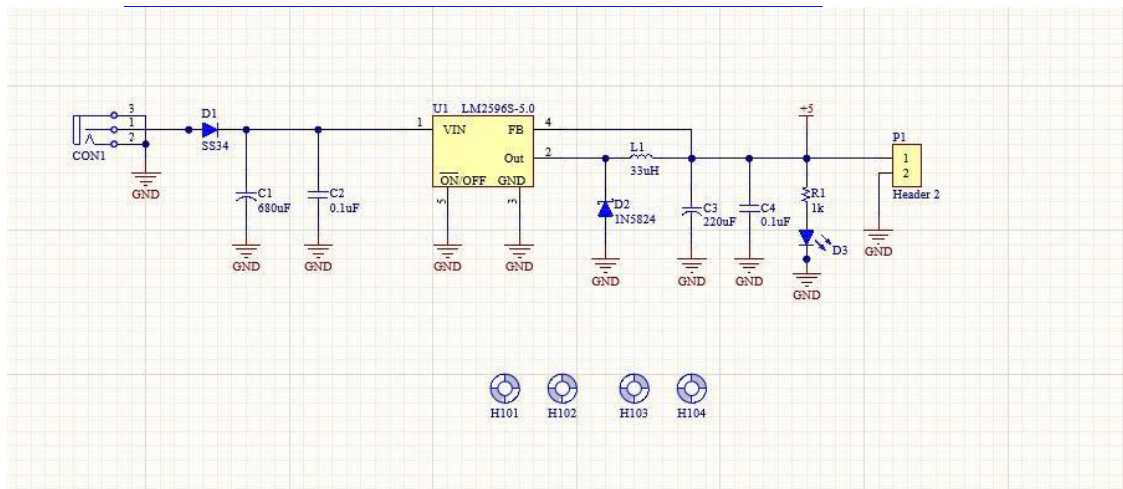 3
1
2
CON1
GND
D1
SS34
C1
680uF
GND
C2
0.1uF
GND
U1 LM2596S-5.0
1
VIN
FB
4
Out
2
ON/OFF
GND
5
3
GND
GND
L1
33uH
D2
1N5824
GND
C3
220uF
GND
C4
0.1uF
GND
+5
R1
1k
D3
GND
P1
1
2
Header 2
GND
H101
H102
H103
H104